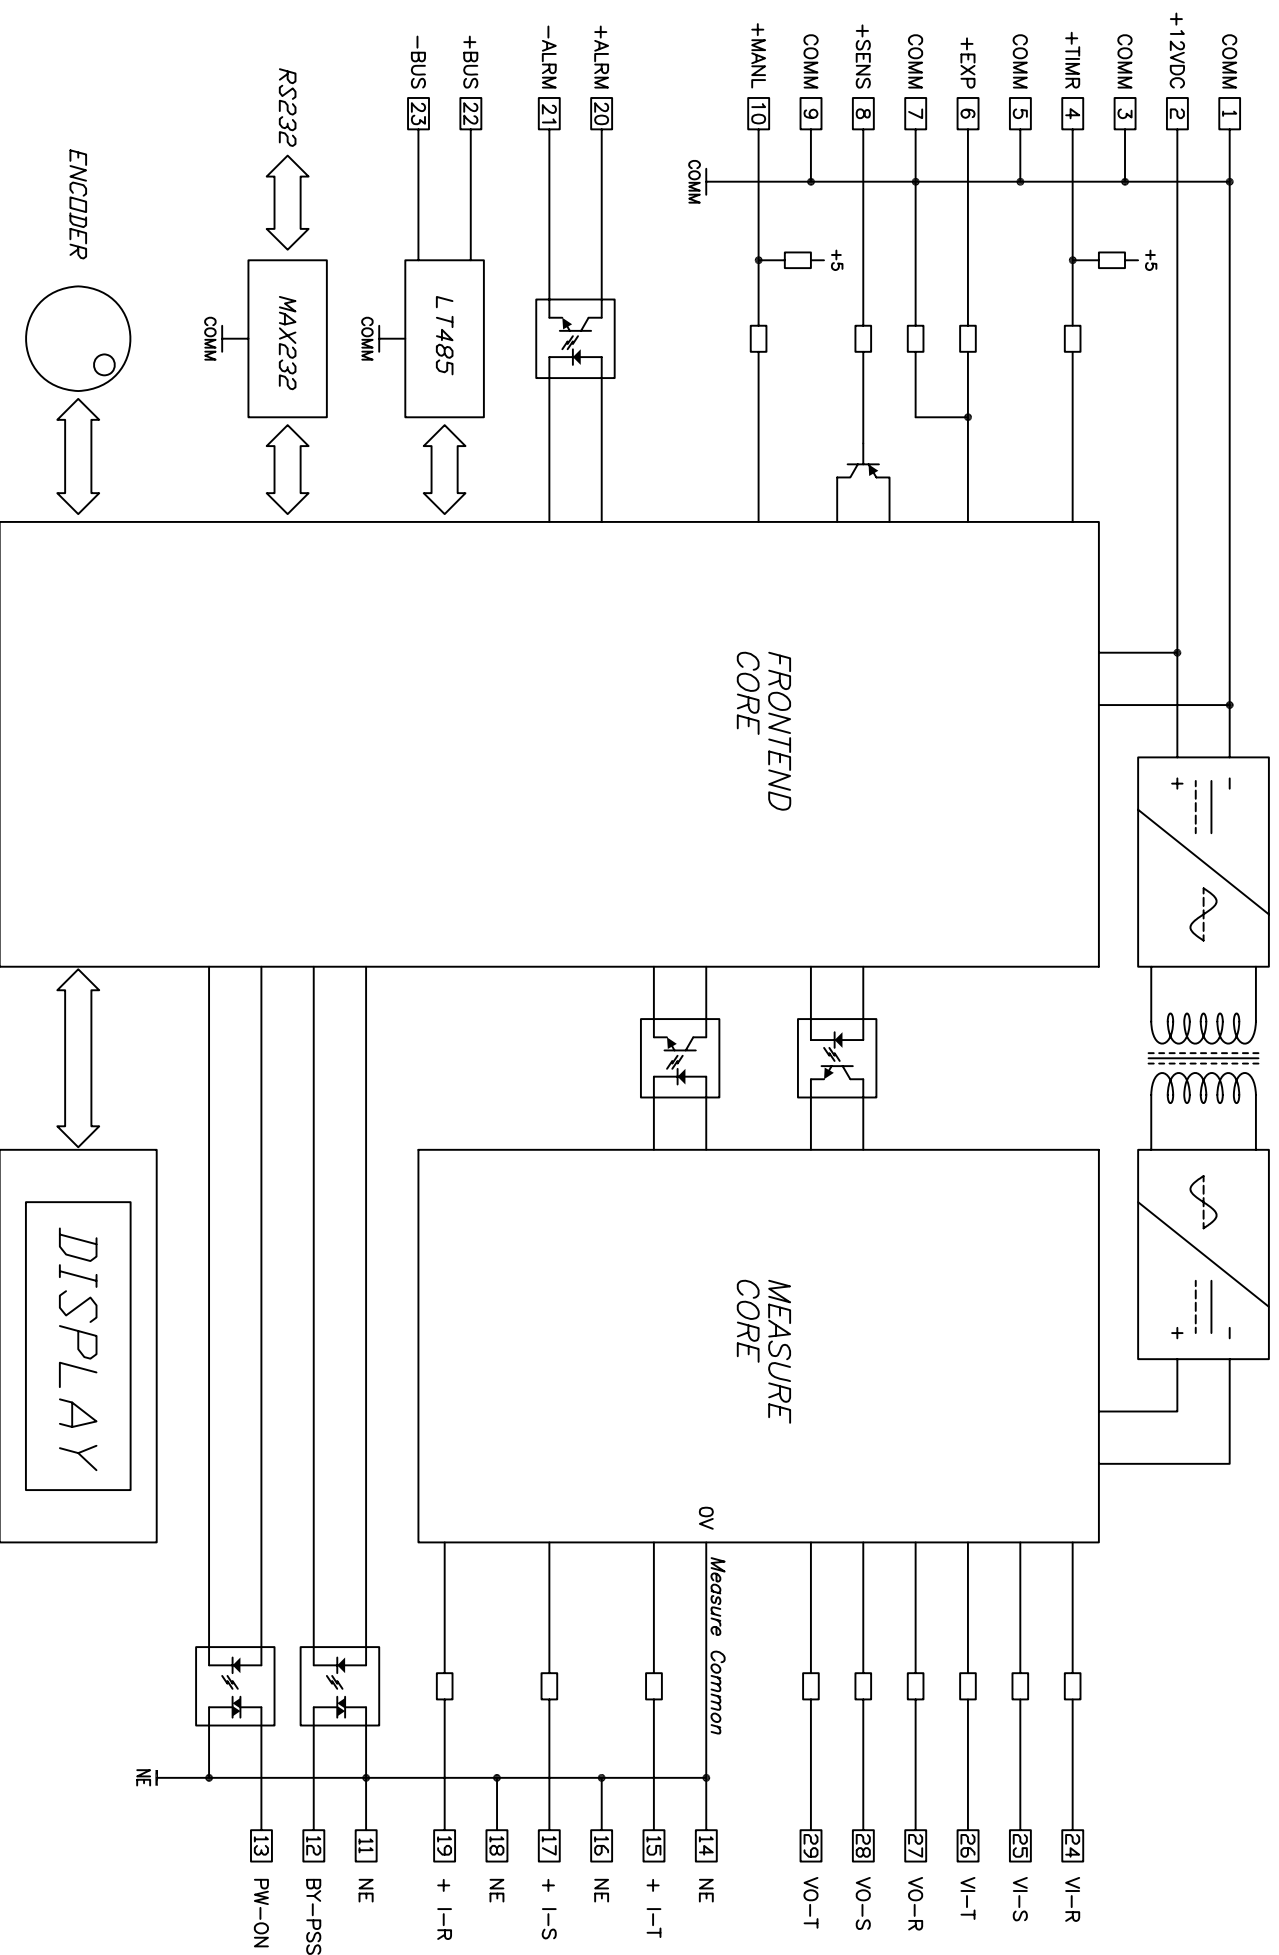 COMM 1
+12VDC 2
COMM 3
+TIMR 4
COMM 5
+EXP 6
COMM 7
+SENS 8
COMM 9
+MANL 10
+ALRM 20
-ALRM 21
+BUS 22
-BUS 23
RS232
ENCODER
COMM
+5
+5
LT485
COMM
MAX232
COMM
FRONTEND
CORE
- +
MEASURE
CORE
- +
0V
Measure Common
DISPLAY
NE
24 VI-R
25 VI-S
26 VI-T
27 VO-R
28 VO-S
29 VO-T
14 NE
15 + I-T
16 NE
17 + I-S
18 NE
19 + I-R
11 NE
12 BY-PSS
13 PW-ON